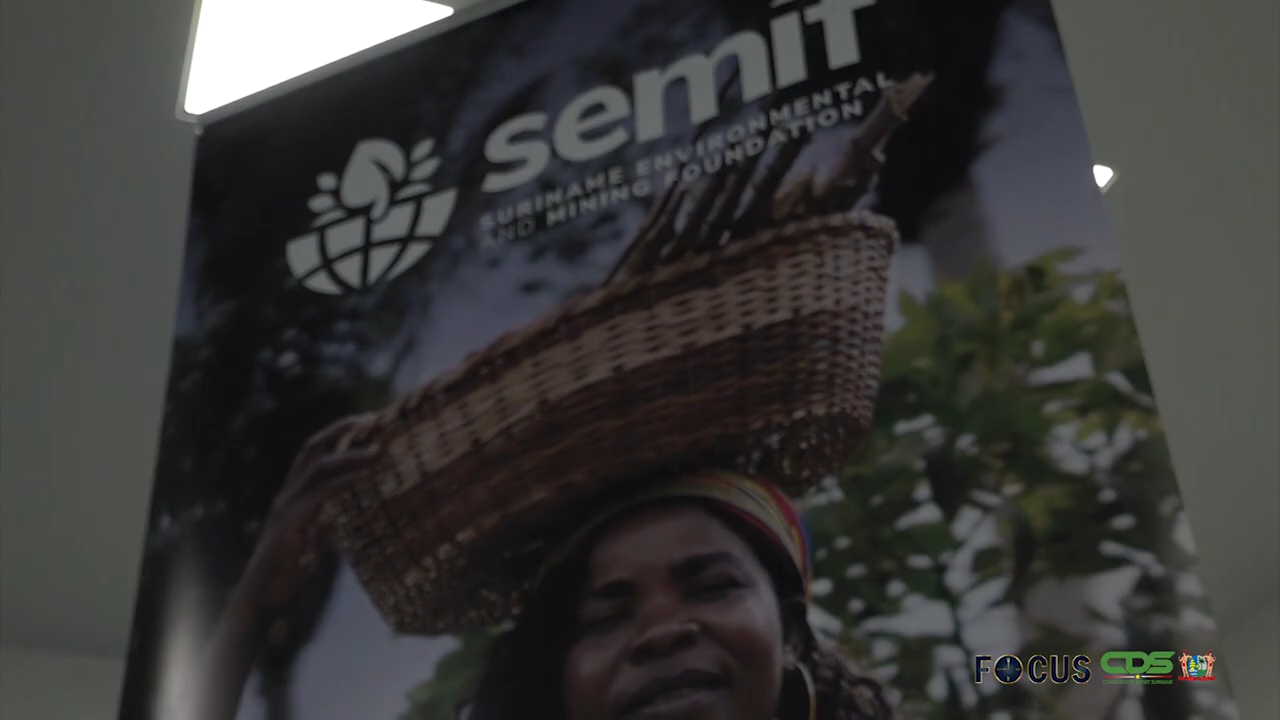 semif
SURINAME ENVIRONMENTAL
AND MINING FOUNDATION
FOCUS
CDS